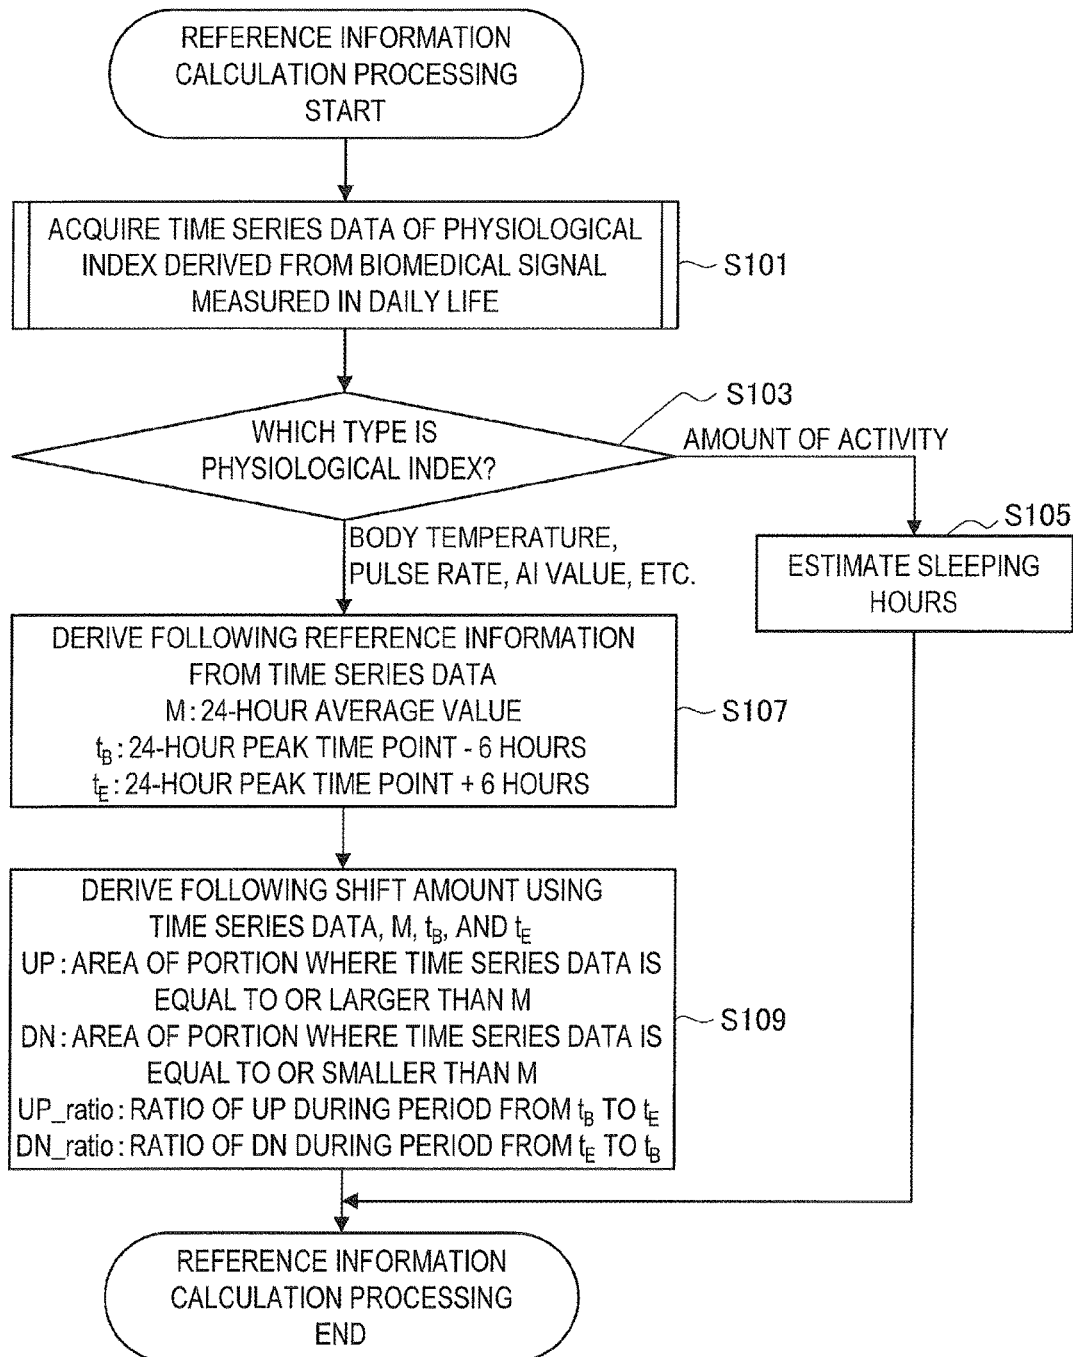 REFERENCE INFORMATION
CALCULATION PROCESSING
START
ACQUIRE TIME SERIES DATA OF PHYSIOLOGICAL
INDEX DERIVED FROM BIOMEDICAL SIGNAL
MEASURED IN DAILY LIFE
S101
S103
WHICH TYPE IS
PHYSIOLOGICAL INDEX?
AMOUNT OF ACTIVITY
BODY TEMPERATURE,
PULSE RATE, AI VALUE, ETC.
S105
ESTIMATE SLEEPING
HOURS
DERIVE FOLLOWING REFERENCE INFORMATION
FROM TIME SERIES DATA
M : 24-HOUR AVERAGE VALUE
tB : 24-HOUR PEAK TIME POINT - 6 HOURS
tE : 24-HOUR PEAK TIME POINT + 6 HOURS
S107
DERIVE FOLLOWING SHIFT AMOUNT USING
TIME SERIES DATA, M, tB, AND tE
UP : AREA OF PORTION WHERE TIME SERIES DATA IS
EQUAL TO OR LARGER THAN M
DN : AREA OF PORTION WHERE TIME SERIES DATA IS
EQUAL TO OR SMALLER THAN M
UP_ratio : RATIO OF UP DURING PERIOD FROM tB TO tE
DN_ratio : RATIO OF DN DURING PERIOD FROM tE TO tB
S109
REFERENCE INFORMATION
CALCULATION PROCESSING
END